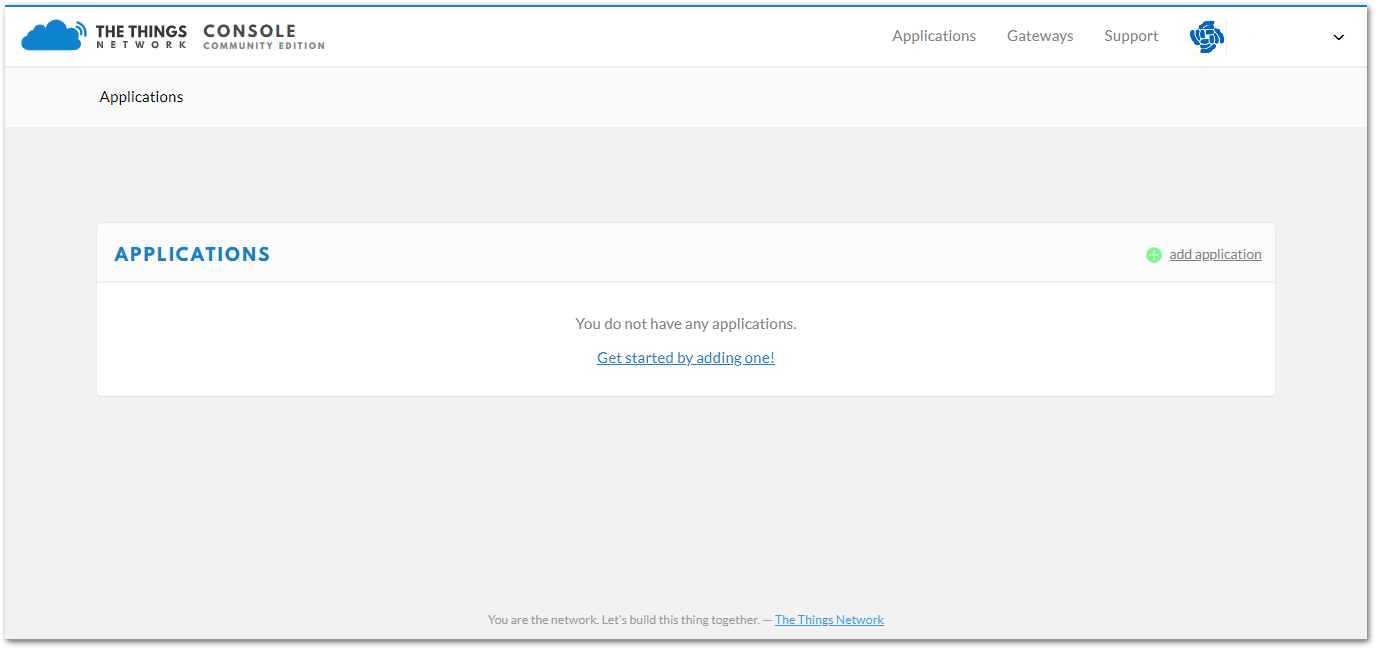 THE THINGS
NETWORK
CONSOLE
COMMUNITY EDITION
Applications
Gateways
Support
Applications
APPLICATIONS
add application
You do not have any applications.
Get started by adding one!
You are the network. Let's build this thing together. — The Things Network